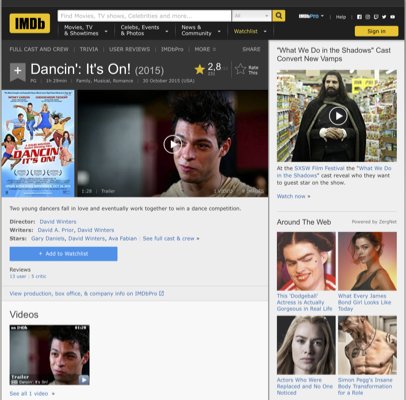 IMDb
Find Movies, TV shows, Celebrities and more...
All
IMDbPro
Help
Movies, TV
& Showtimes
Celebs, Events
& Photos
News &
Community
Watchlist
Sign in
FULL CAST AND CREW | TRIVIA | USER REVIEWS | IMDbPro | MORE
SHARE
Dancin': It's On! (2015)
PG | 1h 29min | Family, Musical, Romance | 30 October 2015 (USA)
2,8
Rate
This
DANCIN'
IT'S ON!
1:28 | Trailer
Two young dancers fall in love and eventually work together to win a dance competition.
Director: David Winters
Writers: David A. Prior, David Winters
Stars: Gary Daniels, David Winters, Ava Fabian | See full cast & crew »
+ Add to Watchlist
Reviews
13 user | 5 critic
View production, box office, & company info on IMDbPro
Videos
Trailer
Dancin': It's On!
01:28
See all 1 video »
"What We Do in the Shadows" Cast
Convert New Vamps
At the SXSW Film Festival the "What We
Do in the Shadows" cast reveal who they
want to guest star on the show.
Watch now »
Around The Web
Powered by ZergNet
This 'Dodgeball'
Actress is Actually
Gorgeous in Real Life
What Every James
Bond Girl Looks Like
Today
Actors Who Were
Replaced and No One
Noticed
Simon Pegg's Insane
Body Transformation
for a Role